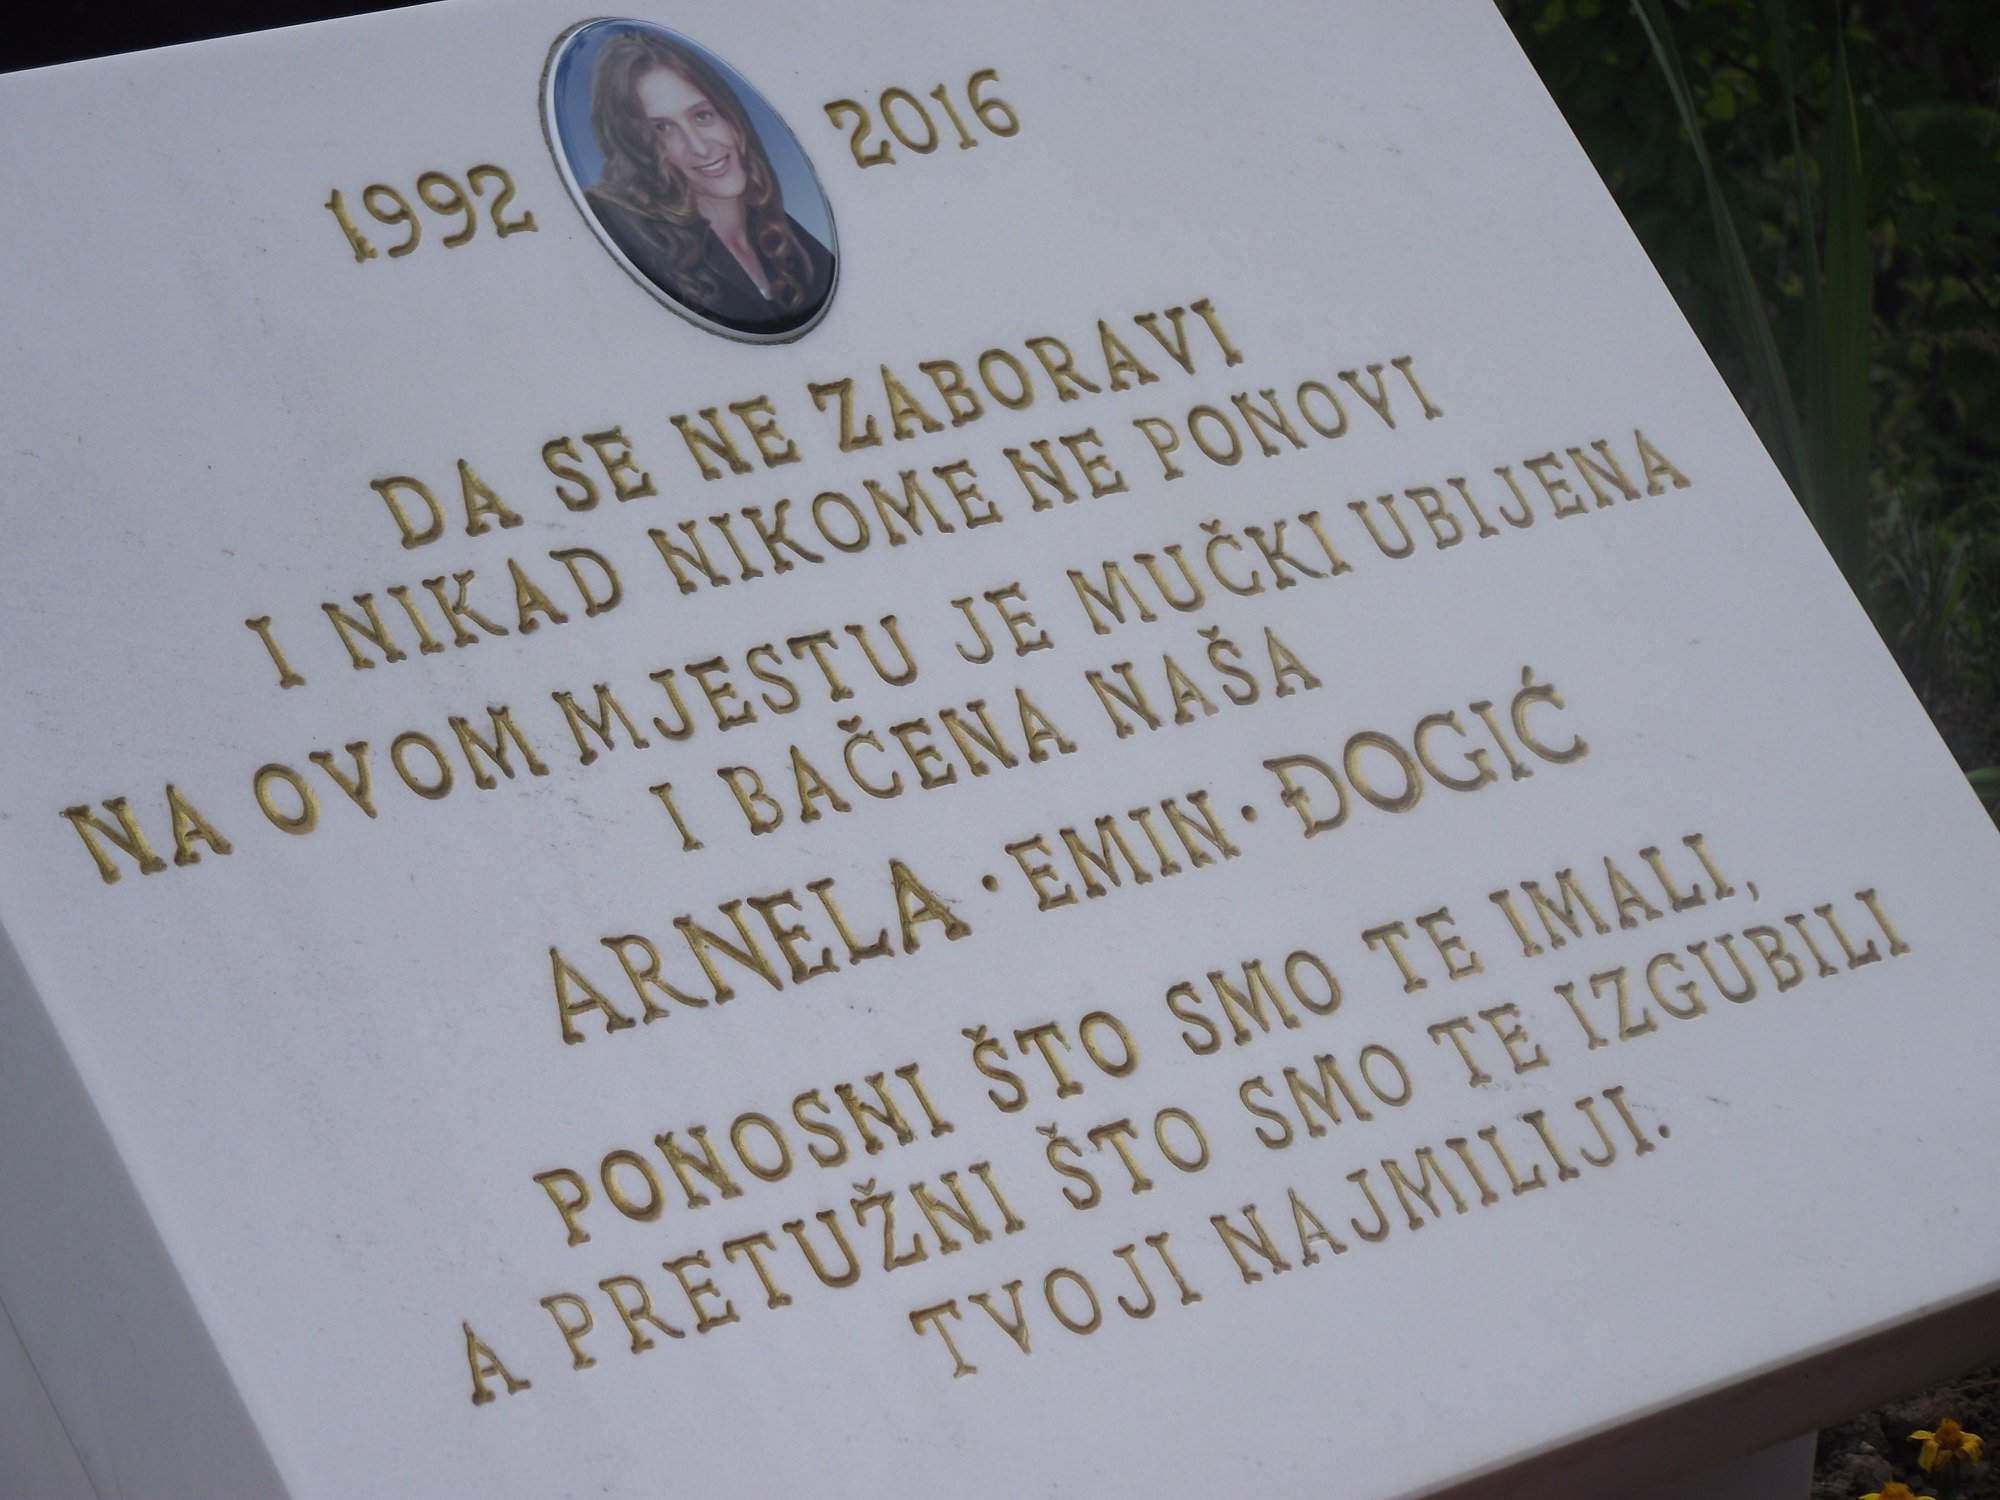 1992 2016
DA SE NE ZABORAVI
I NIKAD NIKOME NE PONOVI
NA OVOM MJESTU JE MUČKI UBIJENA
I BAČENA NAŠA
ARNELA · EMIN · ĐOGIĆ
PONOSNI ŠTO SMO TE IMALI,
A PRETUŽNI ŠTO SMO TE IZGUBILI
TVOJI NAJMILIJI.